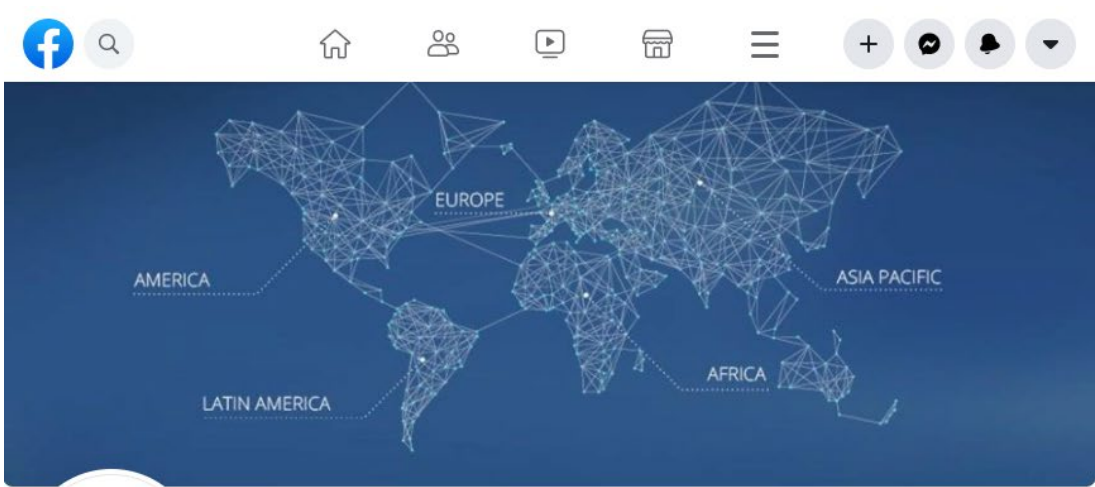 EUROPE
AMERICA
ASIA PACIFIC
AFRICA
LATIN AMERICA